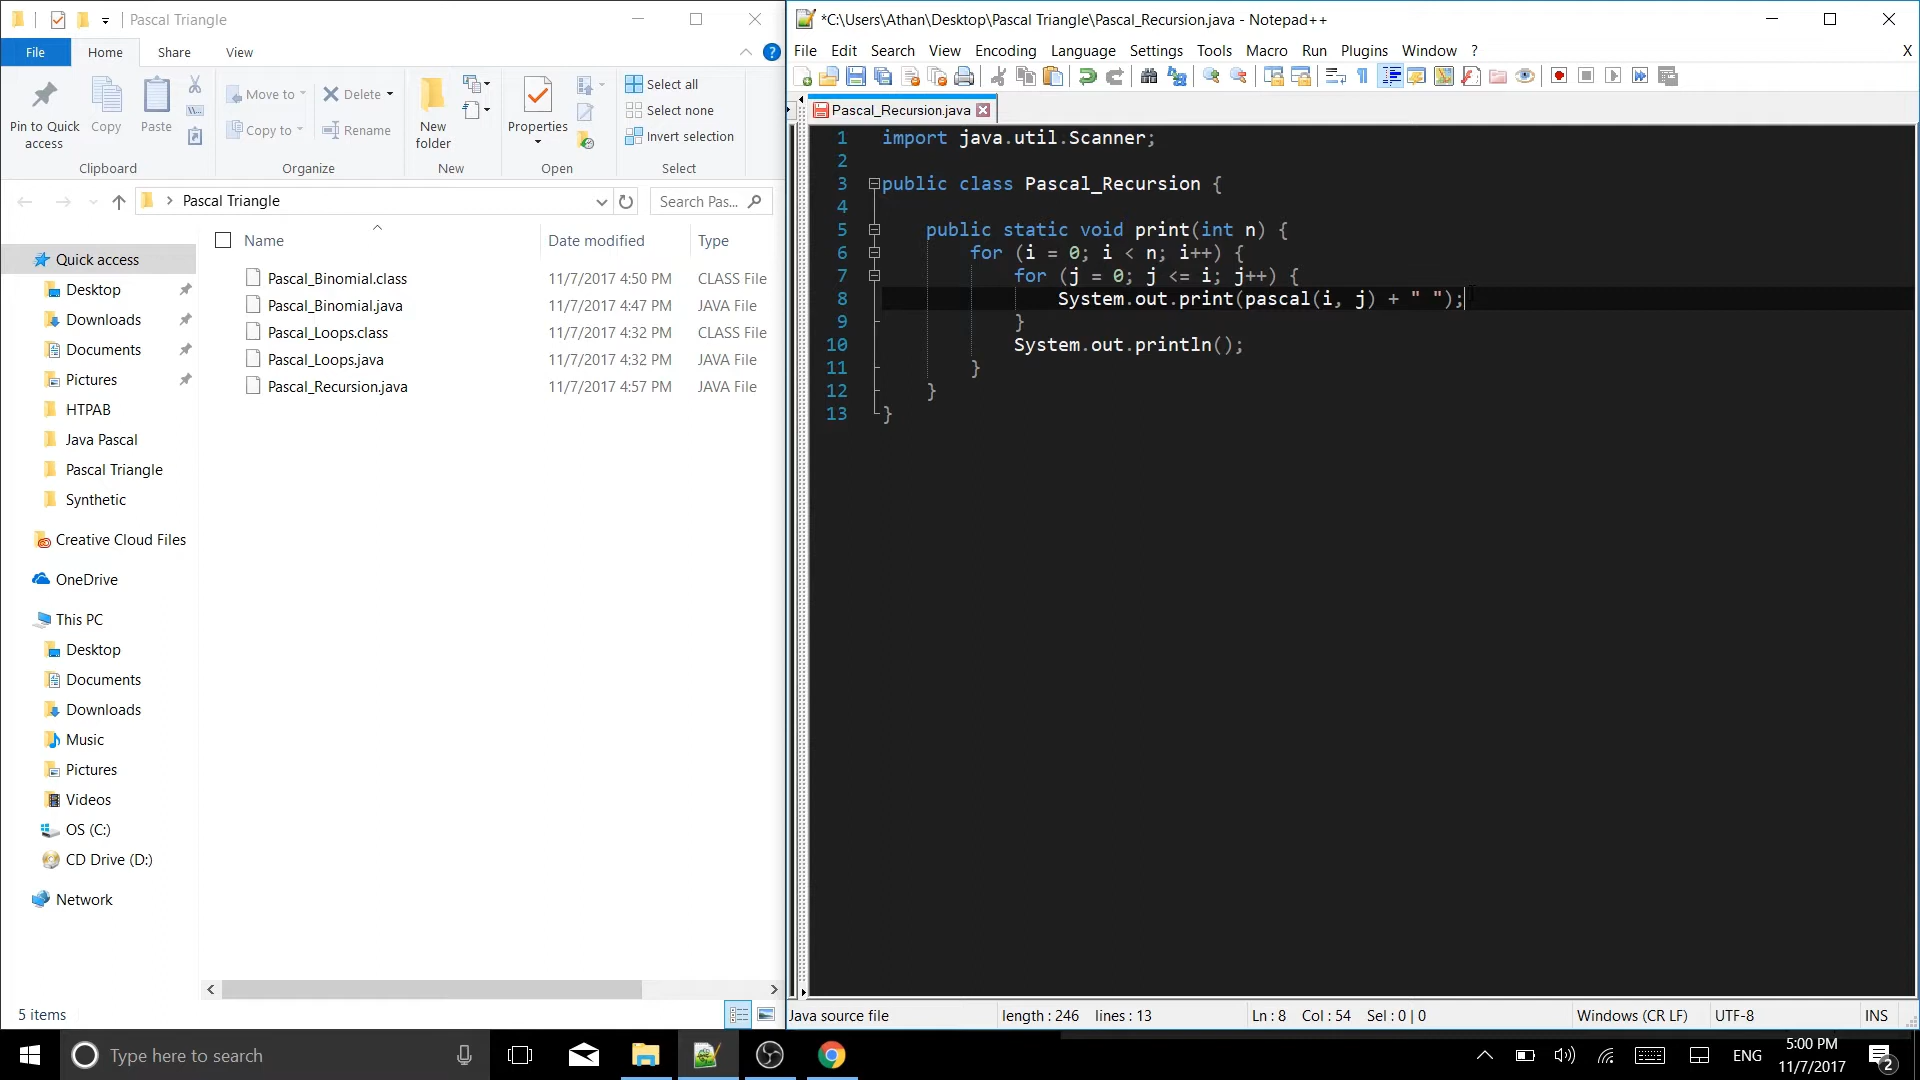 Pascal Triangle
File
Home
Share
View
Pin to Quick access
Copy
Paste
Clipboard
Move to
Copy to
Delete
Rename
Organize
New folder
New
Properties
Open
Select all
Select none
Invert selection
Select
Pascal Triangle
Search Pas...
Name
Date modified
Type
Pascal_Binomial.class 11/7/2017 4:50 PM CLASS File
Pascal_Binomial.java 11/7/2017 4:47 PM JAVA File
Pascal_Loops.class 11/7/2017 4:32 PM CLASS File
Pascal_Loops.java 11/7/2017 4:32 PM JAVA File
Pascal_Recursion.java 11/7/2017 4:57 PM JAVA File
Quick access
Desktop
Downloads
Documents
Pictures
HTPAB
Java Pascal
Pascal Triangle
Synthetic
Creative Cloud Files
OneDrive
This PC
Desktop
Documents
Downloads
Music
Pictures
Videos
OS (C:)
CD Drive (D:)
Network
5 items
*C:\Users\Athan\Desktop\Pascal Triangle\Pascal_Recursion.java - Notepad++
File Edit Search View Encoding Language Settings Tools Macro Run Plugins Window ? X
Pascal_Recursion.java
1 import java.util.Scanner;
2
3 public class Pascal_Recursion {
4
5 public static void print(int n) {
6 for (i = 0; i < n; i++) {
7 for (j = 0; j <= i; j++) {
8 System.out.print(pascal(i, j) + " ");
9 }
10 System.out.println();
11 }
12 }
13 }
Java source file length : 246 lines : 13 Ln : 8 Col : 54 Sel : 0 | 0 Windows (CR LF) UTF-8 INS
Type here to search
ENG
5:00 PM
11/7/2017
2